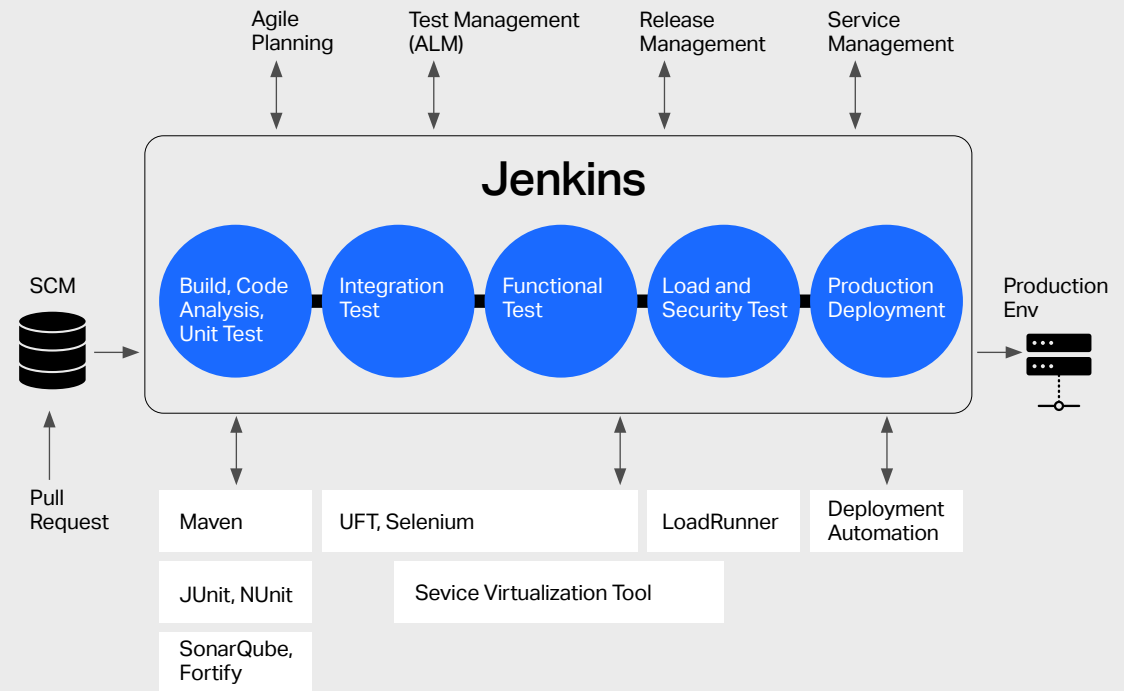 Agile
Planning
Test Management
(ALM)
Release
Management
Service
Management
Jenkins
SCM
Build, Code
Analysis,
Unit Test
Integration
Test
Functional
Test
Load and
Security Test
Production
Deployment
Production
Env
Pull
Request
Maven
UFT, Selenium
LoadRunner
Deployment
Automation
JUnit, NUnit
Sevice Virtualization Tool
SonarQube,
Fortify